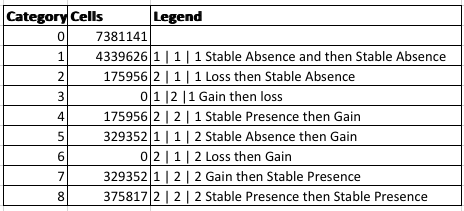 Category Cells Legend
0 7381141
1 4339626 1 | 1 | 1 Stable Absence and then Stable Absence
2 175956 2 | 1 | 1 Loss then Stable Absence
3 0 1 |2 |1 Gain then loss
4 175956 2 | 2 | 1 Stable Presence then Gain
5 329352 1 | 1 | 2 Stable Absence then Gain
6 0 2 | 1 | 2 Loss then Gain
7 329352 1 | 2 | 2 Gain then Stable Presence
8 375817 2 | 2 | 2 Stable Presence then Stable Presence